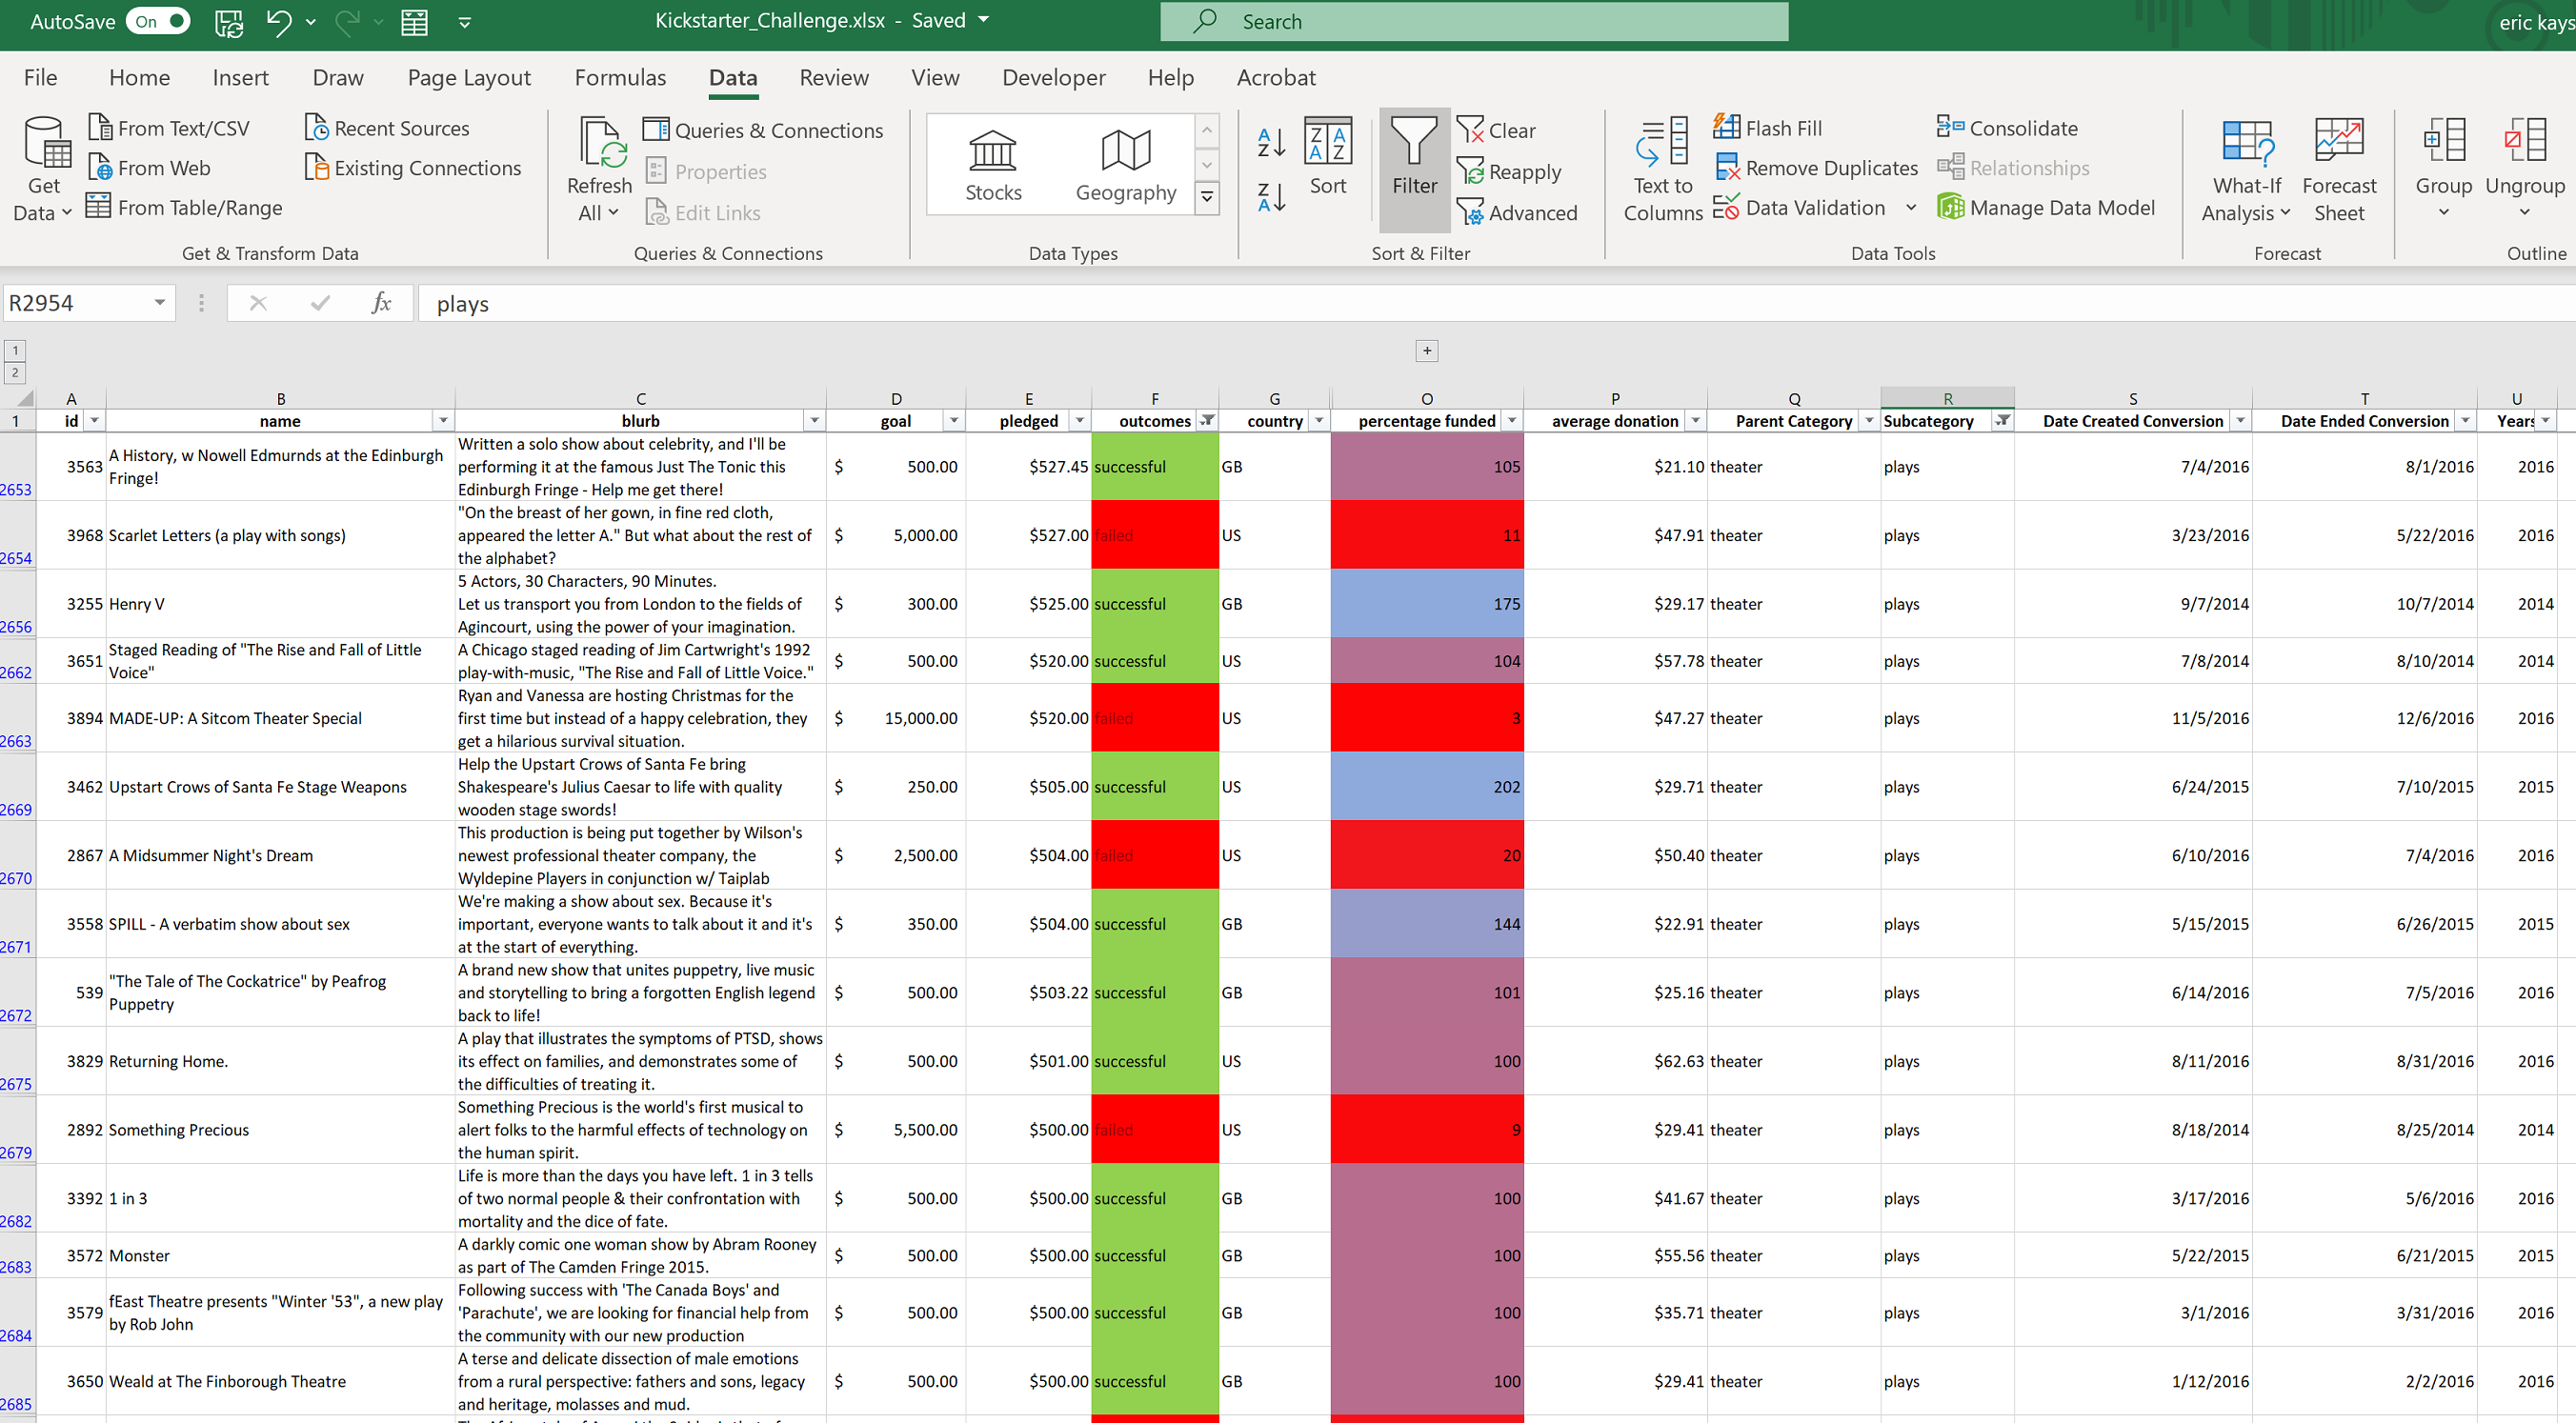 AutoSave On
Kickstarter_Challenge.xlsx - Saved
Search
eric kays
File Home Insert Draw Page Layout Formulas Data Review View Developer Help Acrobat
Get Data
From Text/CSV
From Web
From Table/Range
Recent Sources
Existing Connections
Get & Transform Data
Refresh All
Queries & Connections
Properties
Edit Links
Queries & Connections
Stocks
Geography
Data Types
Sort
Filter
Clear
Reapply
Advanced
Sort & Filter
Text to Columns
Flash Fill
Remove Duplicates
Data Validation
Consolidate
Relationships
Manage Data Model
Data Tools
What-If Analysis
Forecast Sheet
Forecast
Group
Ungroup
Outline
R2954
fx
plays
1
2
A B C D E F G O P Q R S T U
1 id name blurb goal pledged outcomes country percentage funded average donation Parent Category Subcategory Date Created Conversion Date Ended Conversion Years
2653 3563 A History, w Nowell Edmurnds at the Edinburgh Fringe! Written a solo show about celebrity, and I'll be performing it at the famous Just The Tonic this Edinburgh Fringe - Help me get there! $ 500.00 $527.45 successful GB 105 $21.10 theater plays 7/4/2016 8/1/2016 2016
2654 3968 Scarlet Letters (a play with songs) "On the breast of her gown, in fine red cloth, appeared the letter A." But what about the rest of the alphabet? $ 5,000.00 $527.00 failed US 11 $47.91 theater plays 3/23/2016 5/22/2016 2016
2656 3255 Henry V 5 Actors, 30 Characters, 90 Minutes. Let us transport you from London to the fields of Agincourt, using the power of your imagination. $ 300.00 $525.00 successful GB 175 $29.17 theater plays 9/7/2014 10/7/2014 2014
2662 3651 Staged Reading of "The Rise and Fall of Little Voice" A Chicago staged reading of Jim Cartwright's 1992 play-with-music, "The Rise and Fall of Little Voice." $ 500.00 $520.00 successful US 104 $57.78 theater plays 7/8/2014 8/10/2014 2014
2663 3894 MADE-UP: A Sitcom Theater Special Ryan and Vanessa are hosting Christmas for the first time but instead of a happy celebration, they get a hilarious survival situation. $ 15,000.00 $520.00 failed US 3 $47.27 theater plays 11/5/2016 12/6/2016 2016
2669 3462 Upstart Crows of Santa Fe Stage Weapons Help the Upstart Crows of Santa Fe bring Shakespeare's Julius Caesar to life with quality wooden stage swords! $ 250.00 $505.00 successful US 202 $29.71 theater plays 6/24/2015 7/10/2015 2015
2670 2867 A Midsummer Night's Dream This production is being put together by Wilson's newest professional theater company, the Wyldepine Players in conjunction w/ Taiplab $ 2,500.00 $504.00 failed US 20 $50.40 theater plays 6/10/2016 7/4/2016 2016
2671 3558 SPILL - A verbatim show about sex We're making a show about sex. Because it's important, everyone wants to talk about it and it's at the start of everything. $ 350.00 $504.00 successful GB 144 $22.91 theater plays 5/15/2015 6/26/2015 2015
2672 539 "The Tale of The Cockatrice" by Peafrog Puppetry A brand new show that unites puppetry, live music and storytelling to bring a forgotten English legend back to life! $ 500.00 $503.22 successful GB 101 $25.16 theater plays 6/14/2016 7/5/2016 2016
2675 3829 Returning Home. A play that illustrates the symptoms of PTSD, shows its effect on families, and demonstrates some of the difficulties of treating it. $ 500.00 $501.00 successful US 100 $62.63 theater plays 8/11/2016 8/31/2016 2016
2679 2892 Something Precious Something Precious is the world's first musical to alert folks to the harmful effects of technology on the human spirit. $ 5,500.00 $500.00 failed US 9 $29.41 theater plays 8/18/2014 8/25/2014 2014
2682 3392 1 in 3 Life is more than the days you have left. 1 in 3 tells of two normal people & their confrontation with mortality and the dice of fate. $ 500.00 $500.00 successful GB 100 $41.67 theater plays 3/17/2016 5/6/2016 2016
2683 3572 Monster A darkly comic one woman show by Abram Rooney as part of The Camden Fringe 2015. $ 500.00 $500.00 successful GB 100 $55.56 theater plays 5/22/2015 6/21/2015 2015
2684 3579 fEast Theatre presents "Winter '53", a new play by Rob John Following success with 'The Canada Boys' and 'Parachute', we are looking for financial help from the community with our new production $ 500.00 $500.00 successful GB 100 $35.71 theater plays 3/1/2016 3/31/2016 2016
2685 3650 Weald at The Finborough Theatre A terse and delicate dissection of male emotions from a rural perspective: fathers and sons, legacy and heritage, molasses and mud. $ 500.00 $500.00 successful GB 100 $29.41 theater plays 1/12/2016 2/2/2016 2016